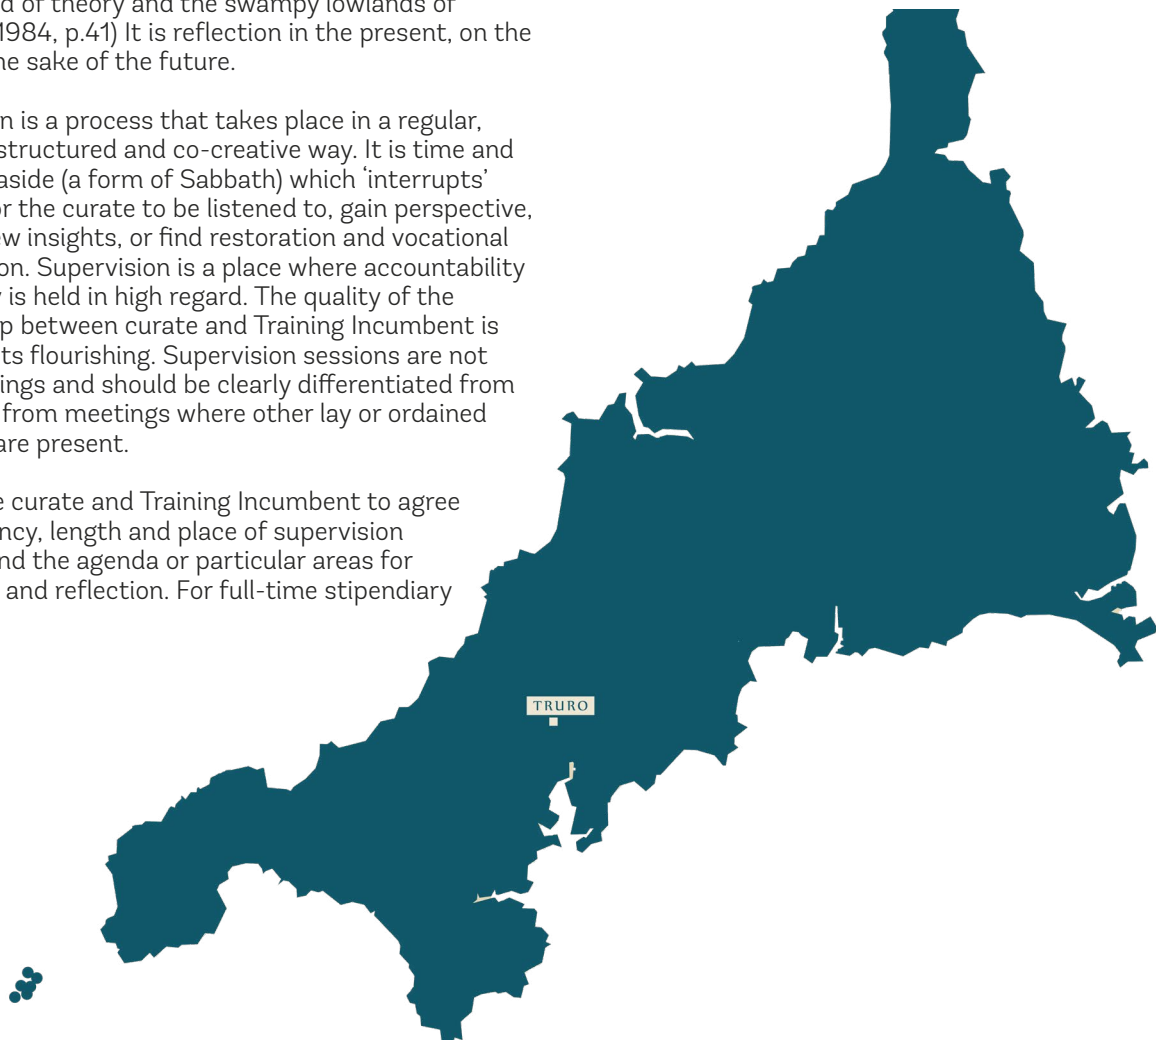 d of theory and the swampy lowlands of
1984, p.41) It is reflection in the present, on the
he sake of the future.
n is a process that takes place in a regular,
structured and co-creative way. It is time and
aside (a form of Sabbath) which ‘interrupts’
or the curate to be listened to, gain perspective,
ew insights, or find restoration and vocational
on. Supervision is a place where accountability
y is held in high regard. The quality of the
p between curate and Training Incumbent is
ts flourishing. Supervision sessions are not
ings and should be clearly differentiated from
from meetings where other lay or ordained
are present.
e curate and Training Incumbent to agree
ncy, length and place of supervision
nd the agenda or particular areas for
and reflection. For full-time stipendiary
TRURO